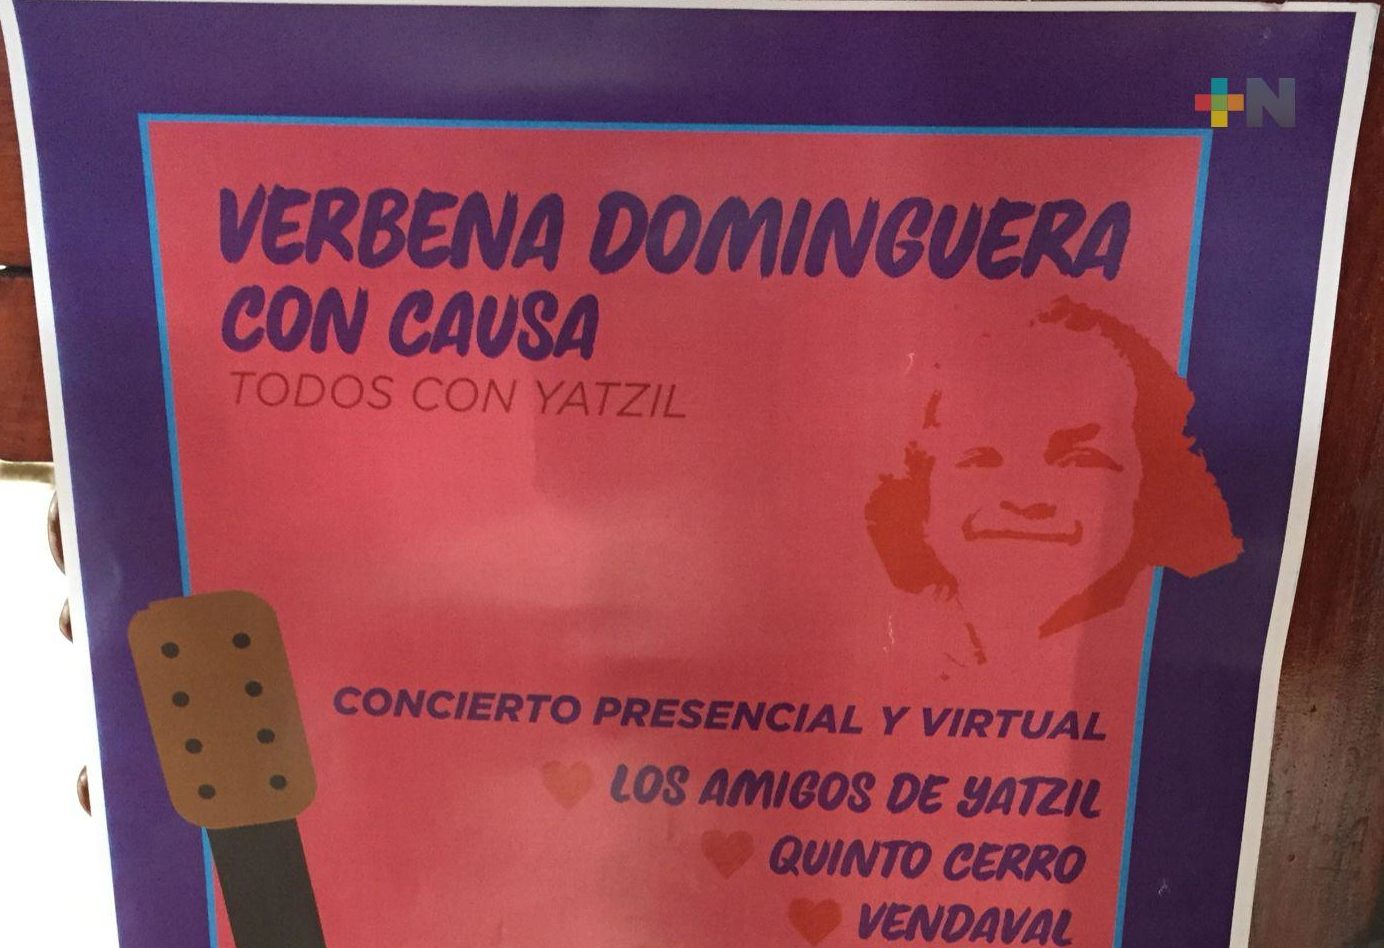 +N
VERBENA DOMINGUERA
CON CAUSA
TODOS CON YATZIL
CONCIERTO PRESENCIAL Y VIRTUAL
LOS AMIGOS DE YATZIL
QUINTO CERRO
VENDAVAL